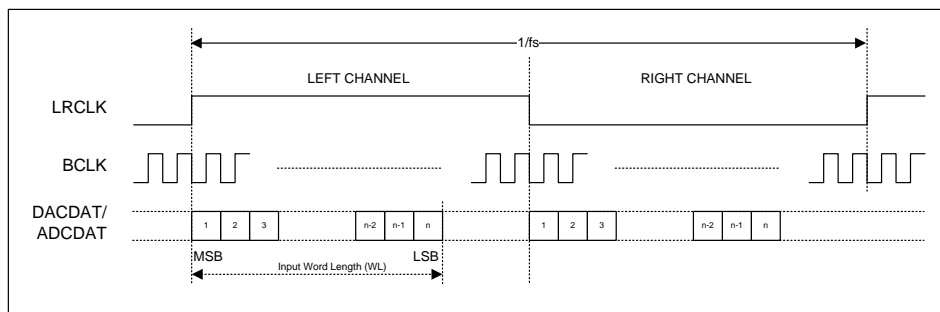 1/fs
LEFT CHANNEL RIGHT CHANNEL
LRCLK
BCLK
DACDAT/
ADCDAT
1 2 3 n-2 n-1 n 1 2 3 n-2 n-1 n
MSB LSB
Input Word Length (WL)